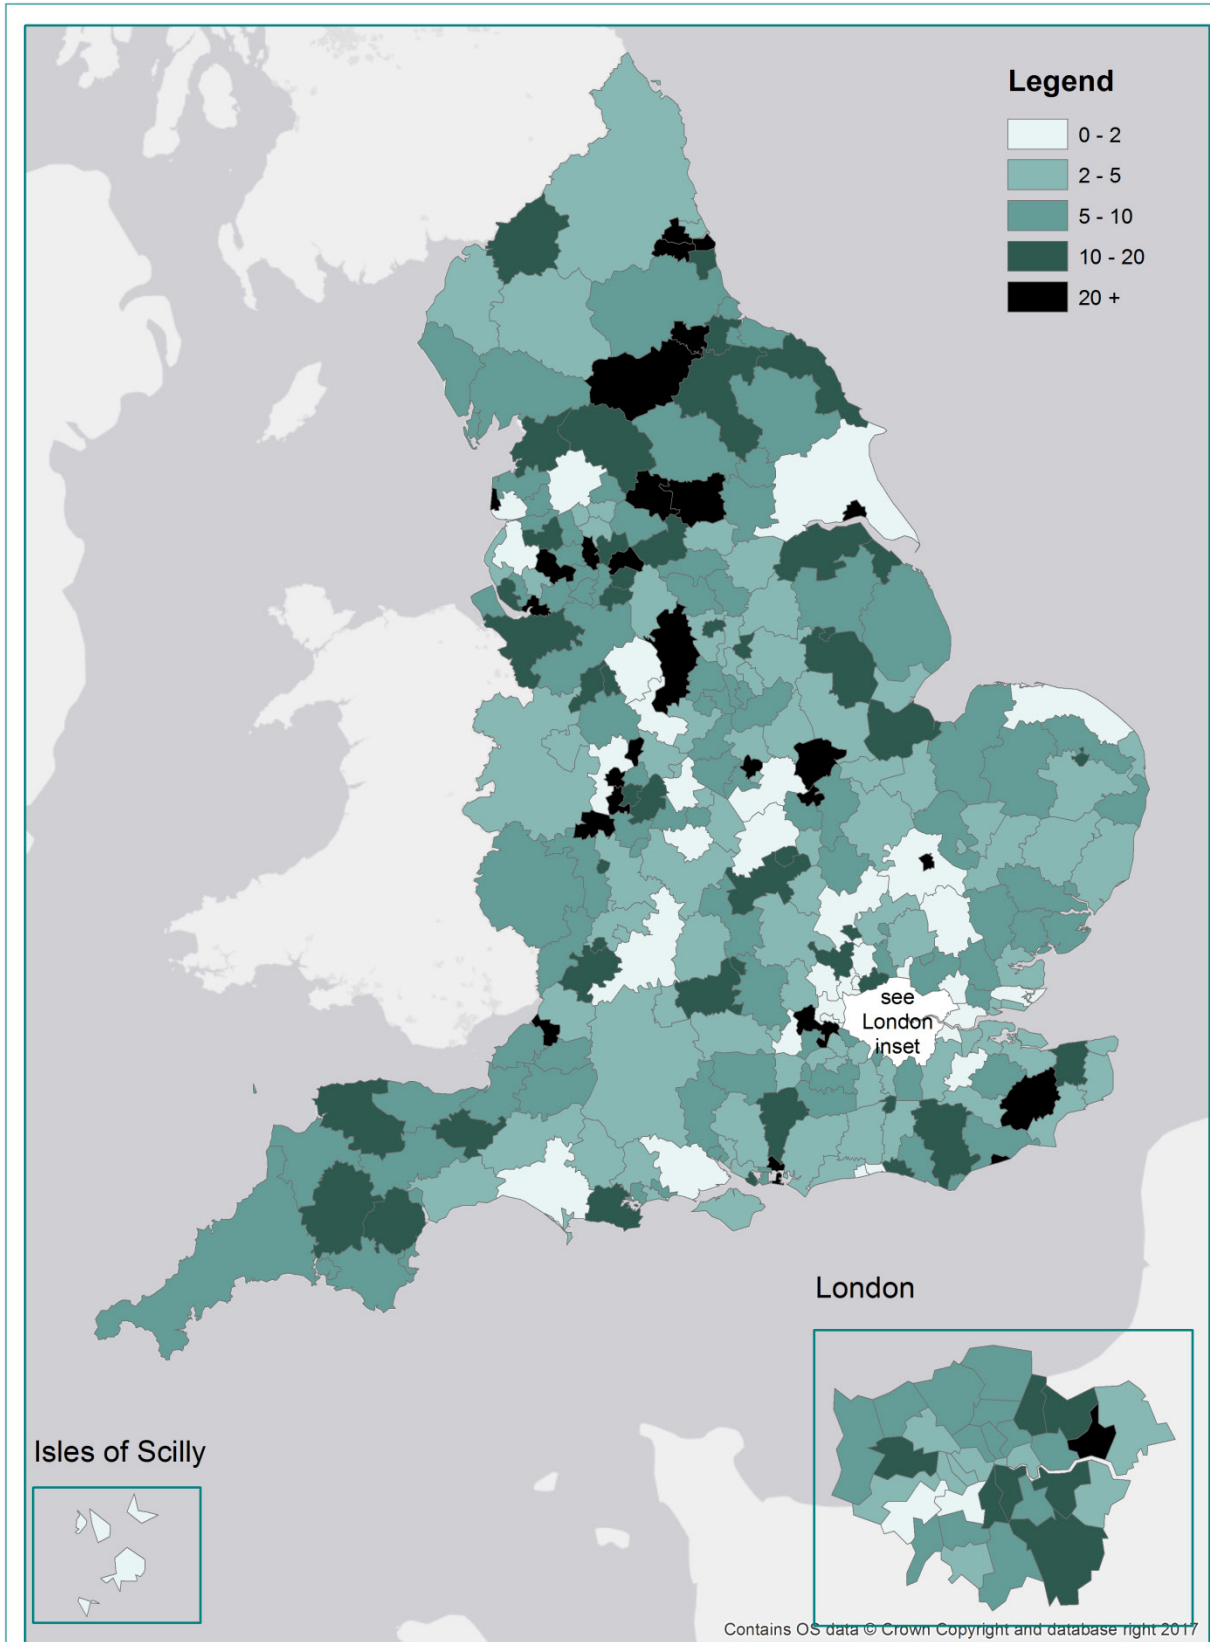 Legend
0 - 2
2 - 5
5 - 10
10 - 20
20 +
see
London
inset
London
Isles of Scilly
Contains OS data © Crown Copyright and database right 2017